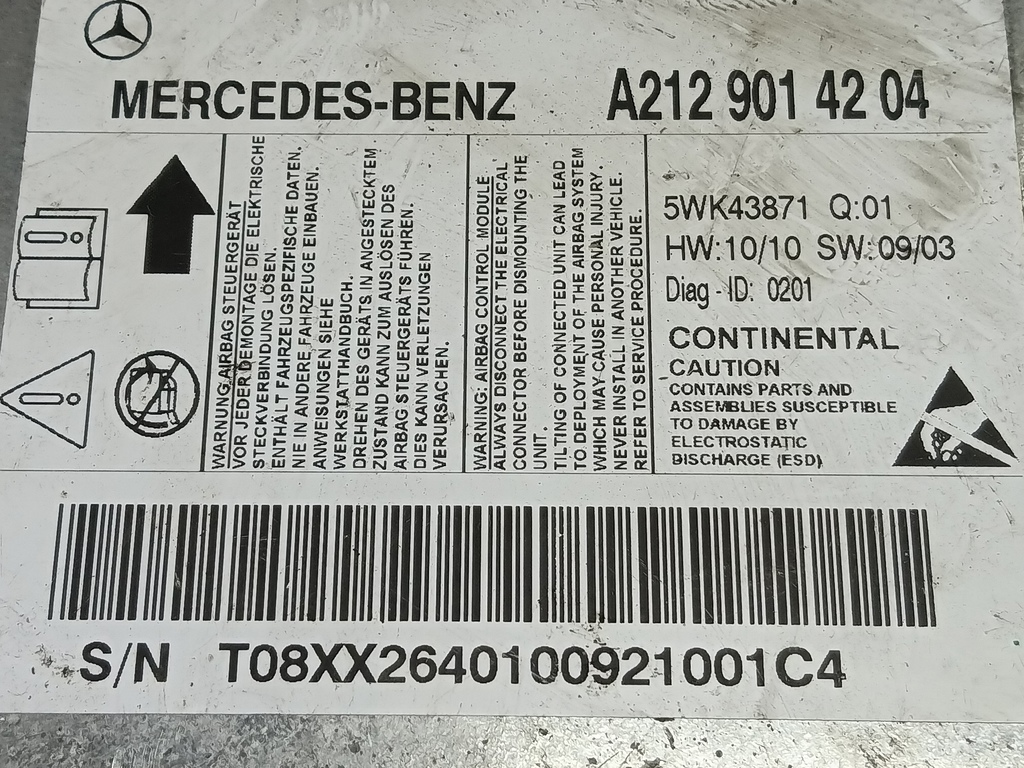 MERCEDES-BENZ A212 901 42 04
WARNUNG:AIRBAG STEUERGERÄT
VOR JEDER DEMONTAGE DIE ELEKTRISCHE
STECKVERBINDUNG LÖSEN.
ENTHÄLT FAHRZEUGSPEZIFISCHE DATEN.
NIE IN ANDERE FAHRZEUGE EINBAUEN.
ANWEISUNGEN SIEHE
WERKSTATTHANDBUCH.
DREHEN DES GERÄTS IN ANGESTECKTEM
ZUSTAND KANN ZUM AUSLÖSEN DES
AIRBAG STEUERGERÄTS FÜHREN.
DIES KANN VERLETZUNGEN
VERURSACHEN.
WARNING: AIRBAG CONTROL MODULE
ALWAYS DISCONNECT THE ELECTRICAL
CONNECTOR BEFORE DISMOUNTING THE
UNIT.
TILTING OF CONNECTED UNIT CAN LEAD
TO DEPLOYMENT OF THE AIRBAG SYSTEM
WHICH MAY CAUSE PERSONAL INJURY.
NEVER INSTALL IN ANOTHER VEHICLE.
REFER TO SERVICE PROCEDURE.
5WK43871 Q:01
HW:10/10 SW:09/03
Diag - ID: 0201
CONTINENTAL
CAUTION
CONTAINS PARTS AND
ASSEMBLIES SUSCEPTIBLE
TO DAMAGE BY
ELECTROSTATIC
DISCHARGE (ESD)
S/N T08XX2640100921001C4